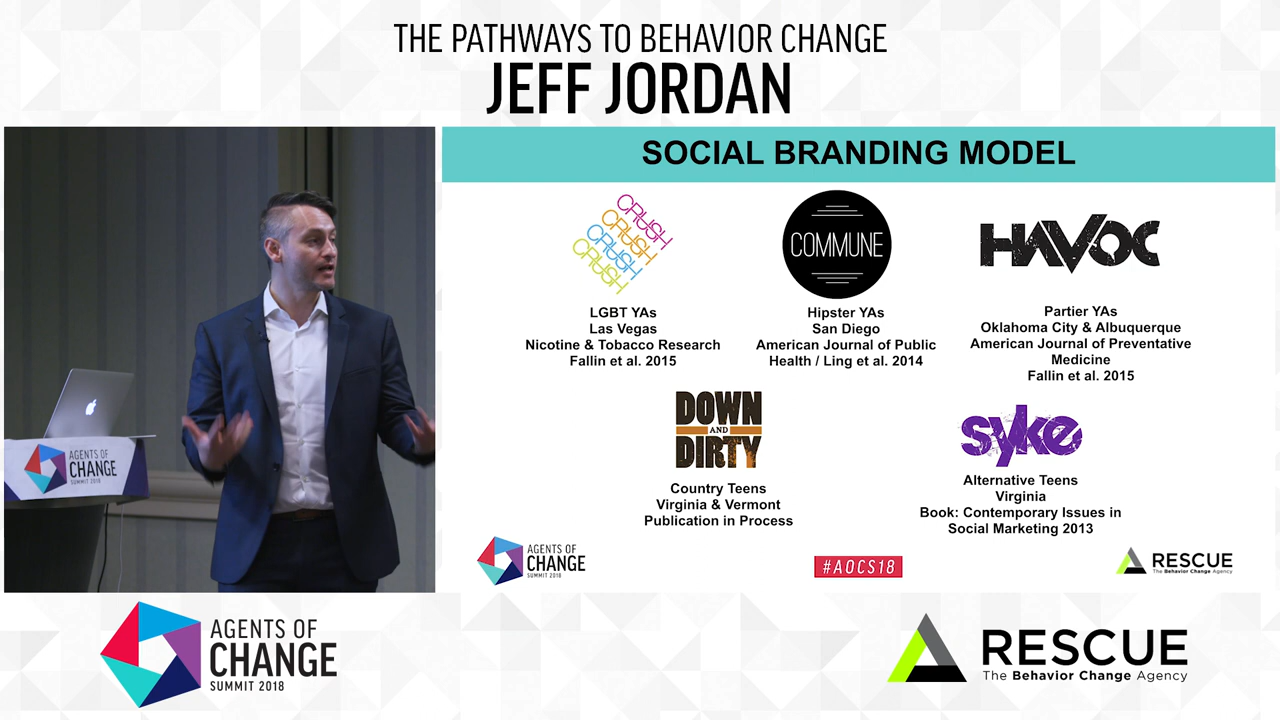 THE PATHWAYS TO BEHAVIOR CHANGE
JEFF JORDAN
SOCIAL BRANDING MODEL
CRUSH
CRUSH
CRUSH
CRUSH
LGBT YAs
Las Vegas
Nicotine & Tobacco Research
Fallin et al. 2015
COMMUNE
Hipster YAs
San Diego
American Journal of Public
Health / Ling et al. 2014
HAVOC
Partier YAs
Oklahoma City & Albuquerque
American Journal of Preventative
Medicine
Fallin et al. 2015
DOWN
AND
DIRTY
Country Teens
Virginia & Vermont
Publication in Process
syke
Alternative Teens
Virginia
Book: Contemporary Issues in
Social Marketing 2013
AGENTS OF
CHANGE
SUMMIT 2018
AGENTS OF
CHANGE
SUMMIT 2018
#AOCS18
RESCUE
The Behavior Change Agency
AGENTS OF
CHANGE
SUMMIT 2018
RESCUE
The Behavior Change Agency